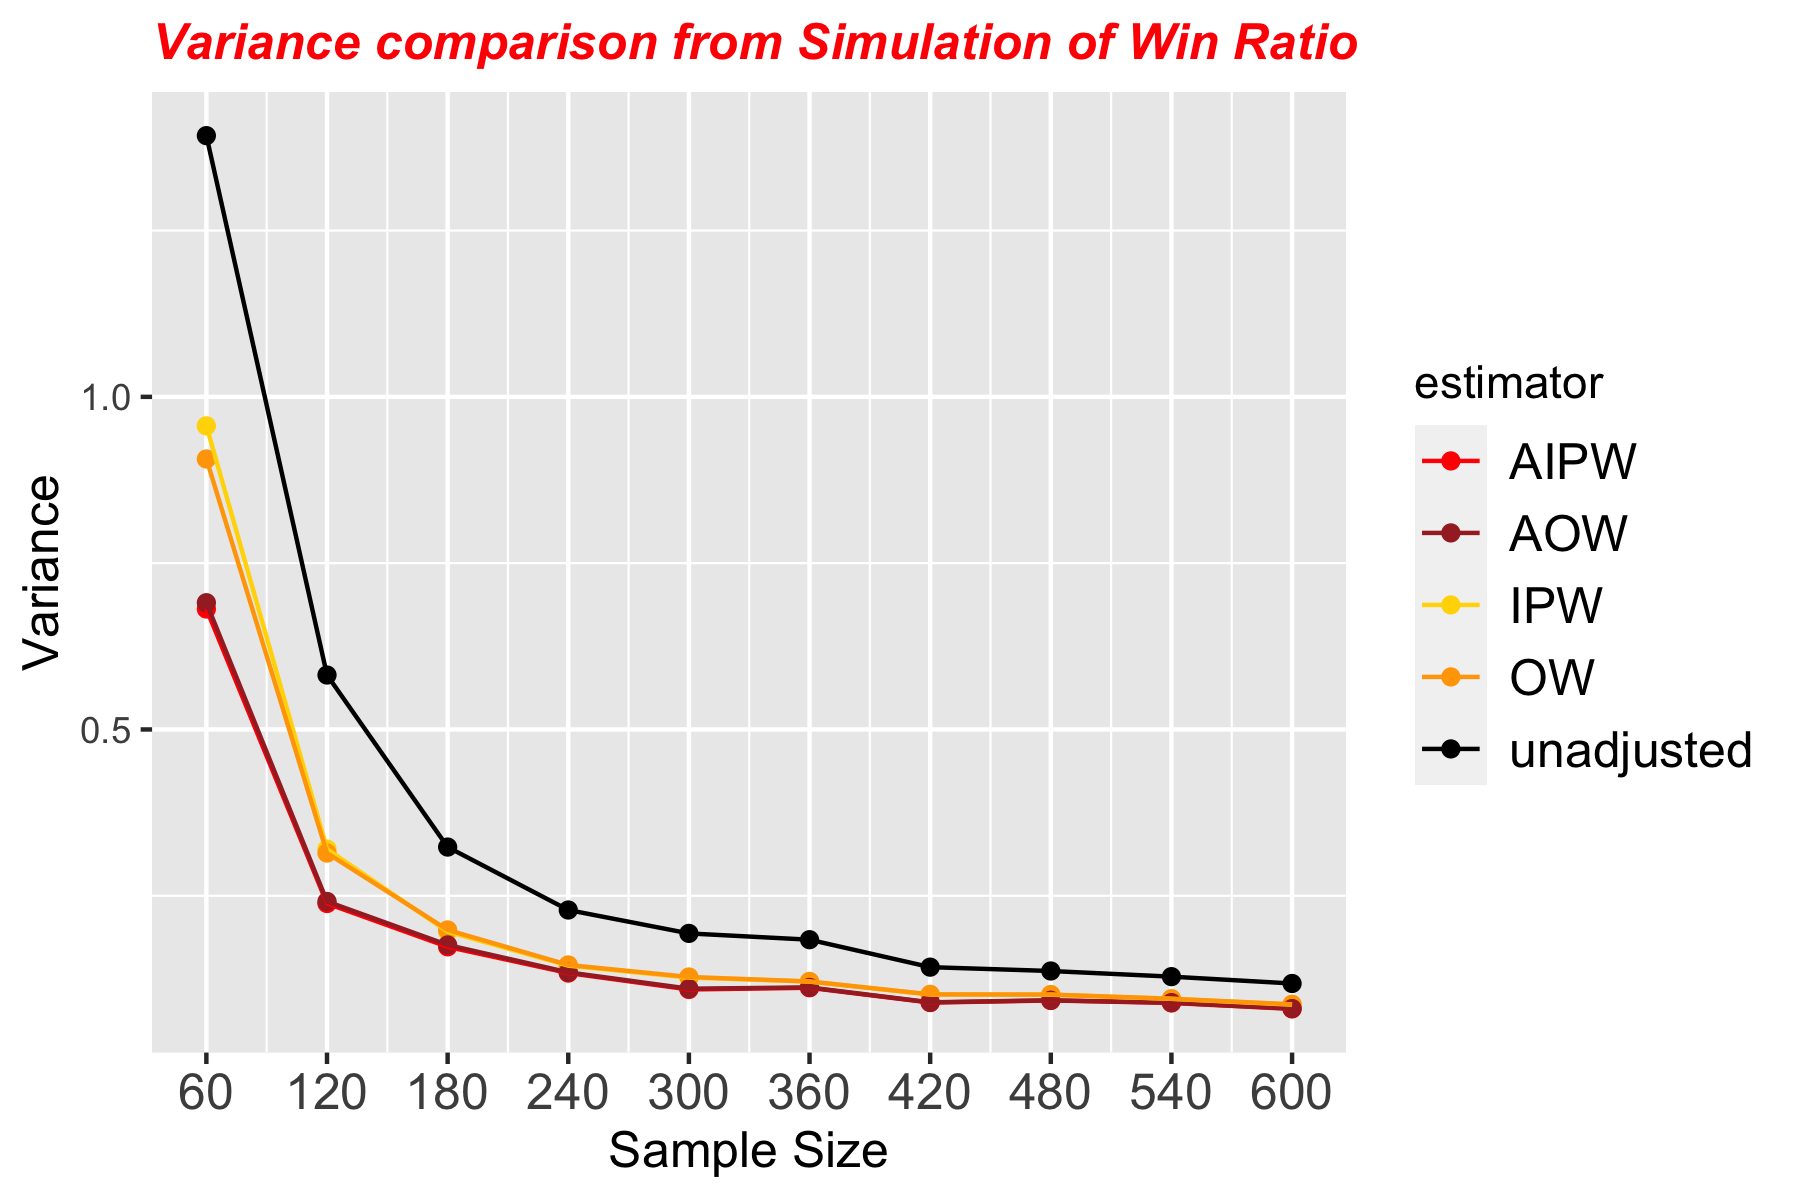 Variance comparison from Simulation of Win Ratio
Variance
1.0
0.5
60 120 180 240 300 360 420 480 540 600
Sample Size
estimator
AIPW
AOW
IPW
OW
unadjusted